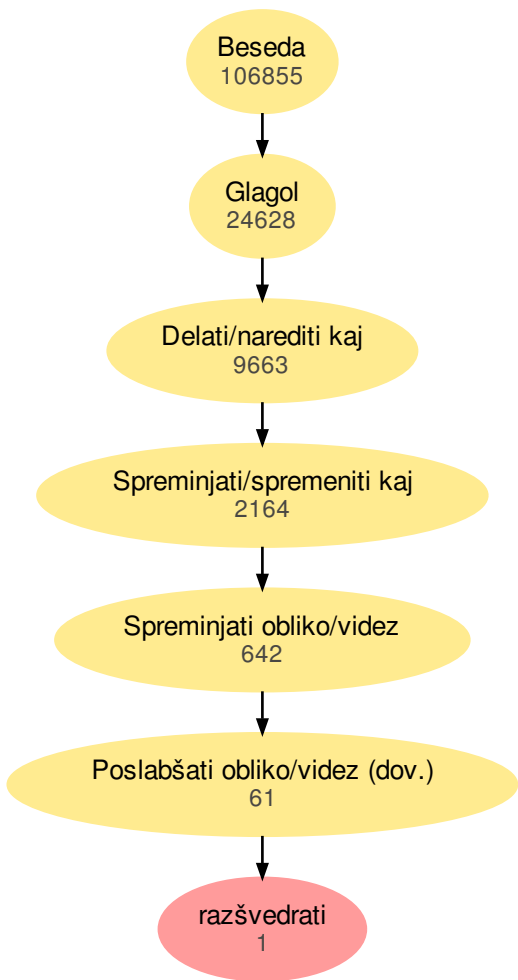 Beseda
106855
Glagol
24628
Delati/narediti kaj
9663
Spreminjati/spremeniti kaj
2164
Spreminjati obliko/videz
642
Poslabšati obliko/videz (dov.)
61
razšvedrati
1